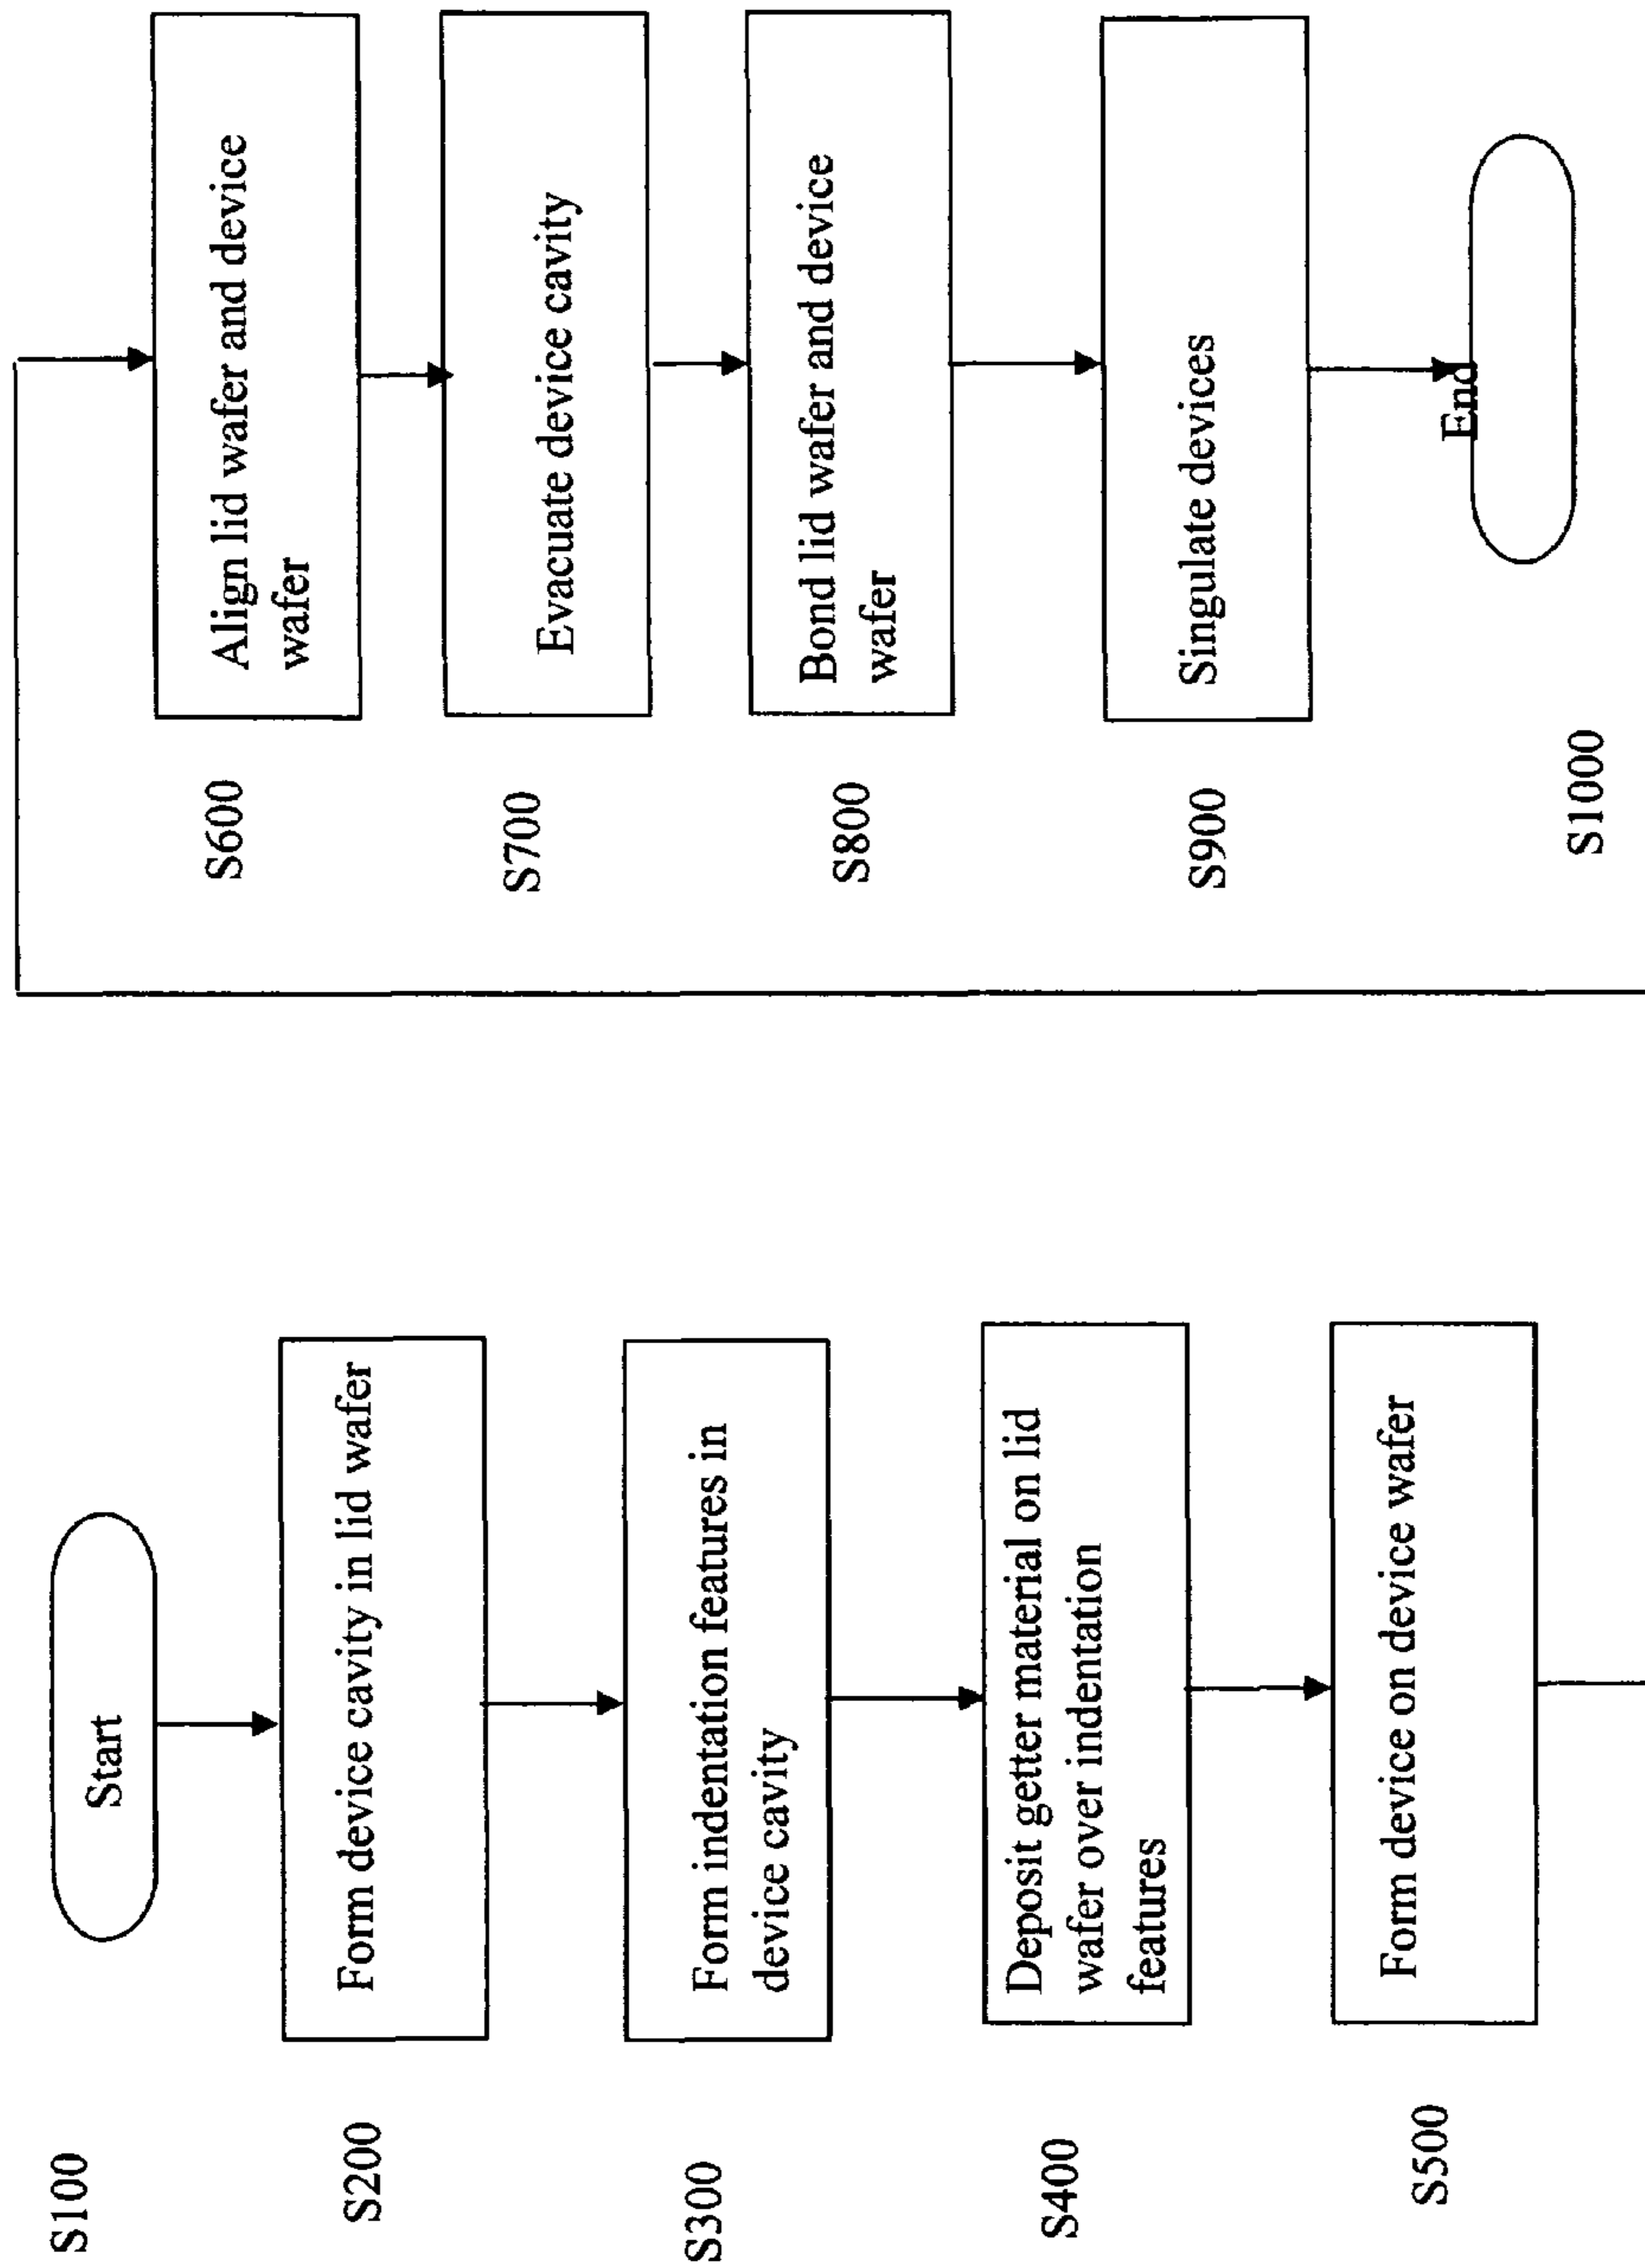 S100
Start
S200
Form device cavity in lid wafer
S300
Form indentation features in
device cavity
S400
Deposit getter material on lid
wafer over indentation
features
S500
Form device on device wafer
S600
Align lid wafer and device
wafer
S700
Evacuate device cavity
S800
Bond lid wafer and device
wafer
S900
Singulate devices
S1000
End